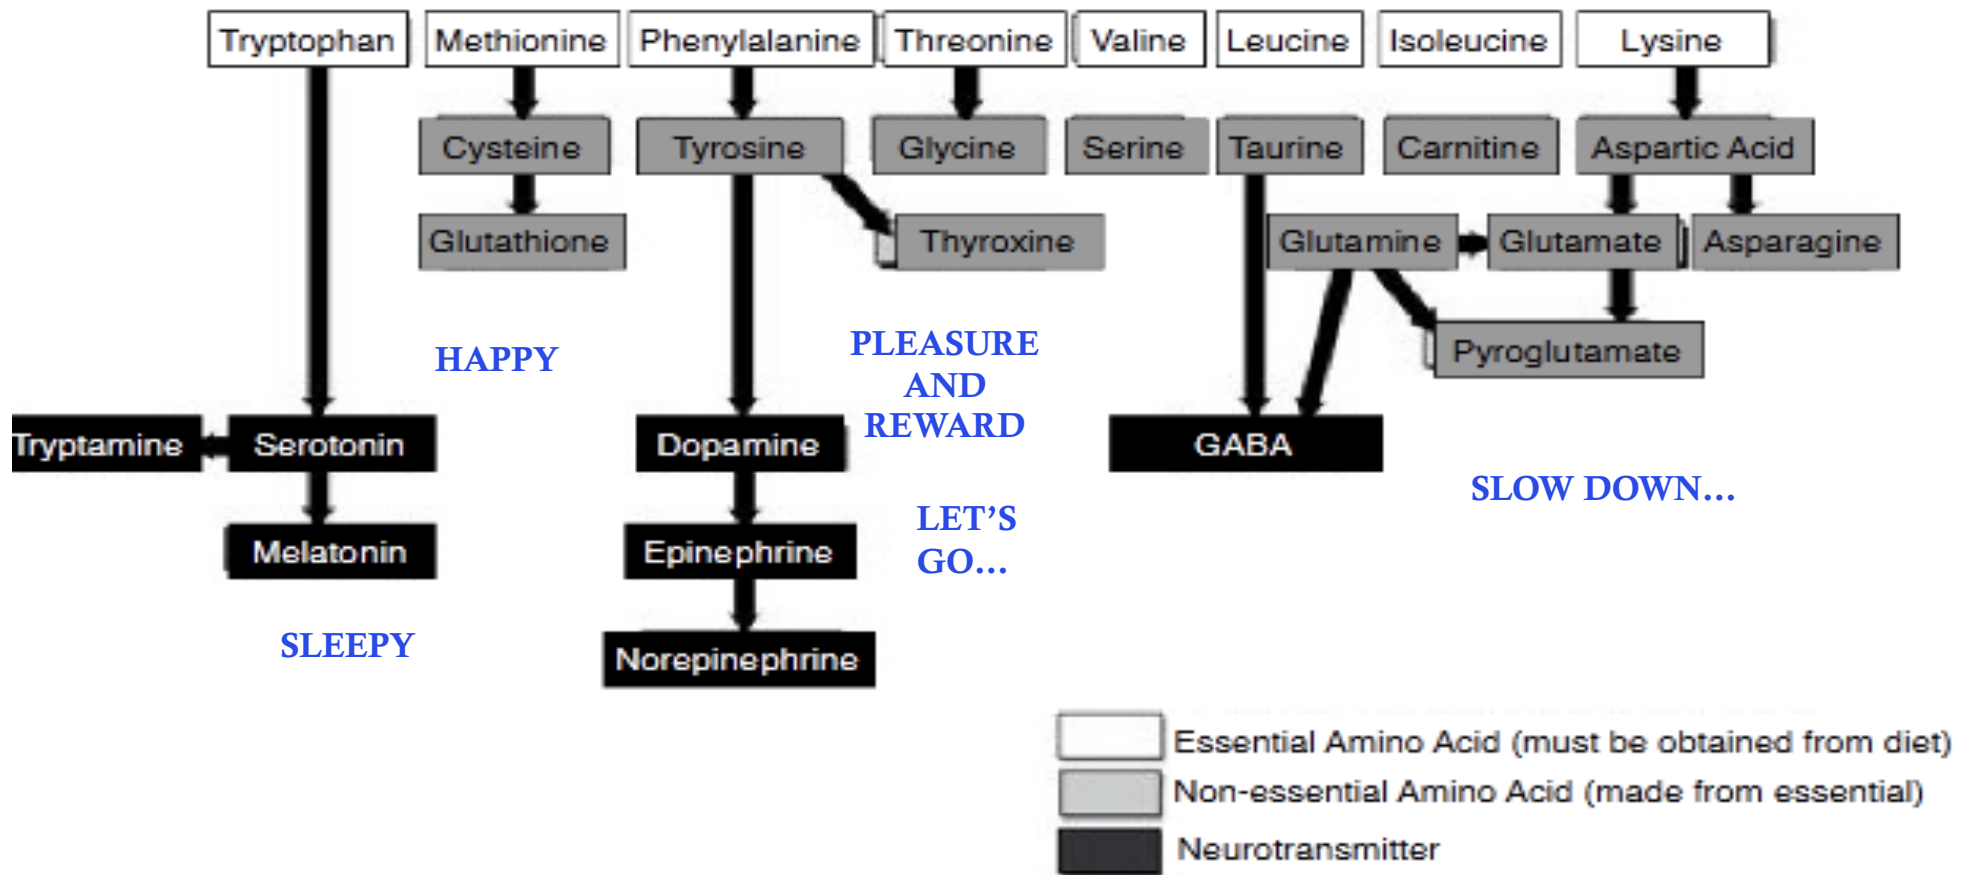 Tryptophan Methionine Phenylalanine Threonine Valine Leucine Isoleucine Lysine
Cysteine Tyrosine Glycine Serine Taurine Carnitine Aspartic Acid
Glutathione Thyroxine Glutamine Glutamate Asparagine
HAPPY
PLEASURE
AND
REWARD
Pyroglutamate
Tryptamine Serotonin Dopamine GABA
SLOW DOWN...
LET'S
GO...
Melatonin Epinephrine
SLEEPY
Norepinephrine
Essential Amino Acid (must be obtained from diet)
Non-essential Amino Acid (made from essential)
Neurotransmitter